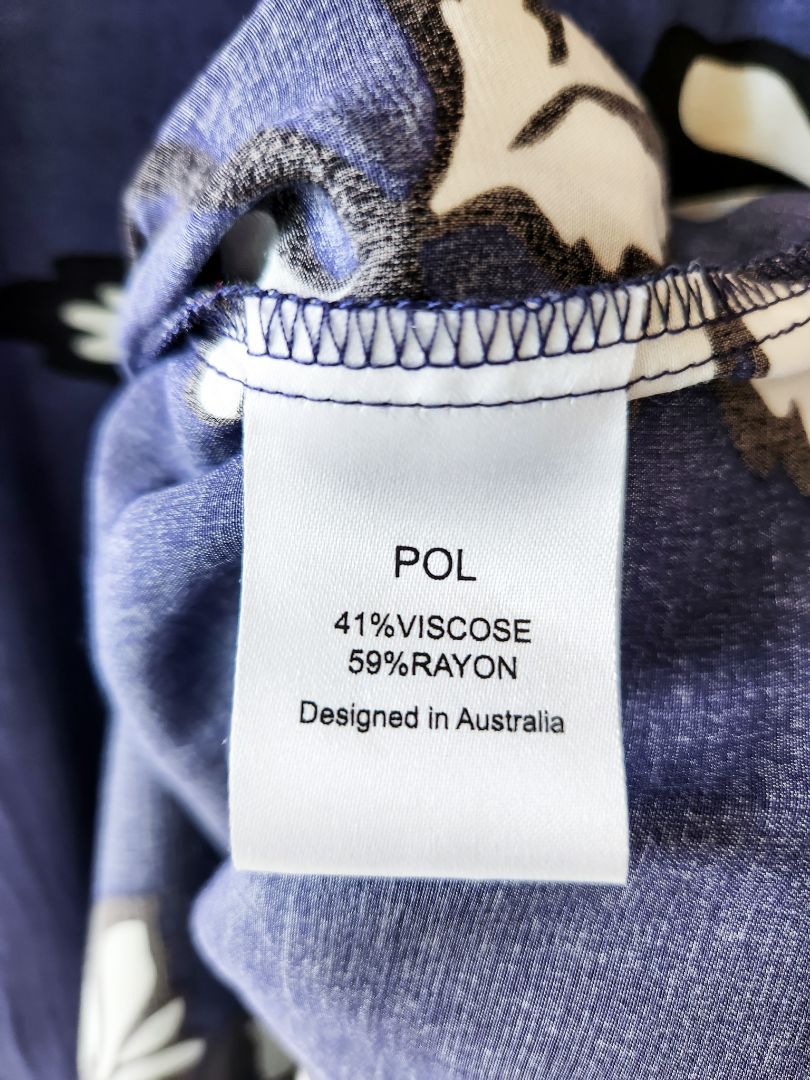 POL
41%VISCOSE
59%RAYON
Designed in Australia